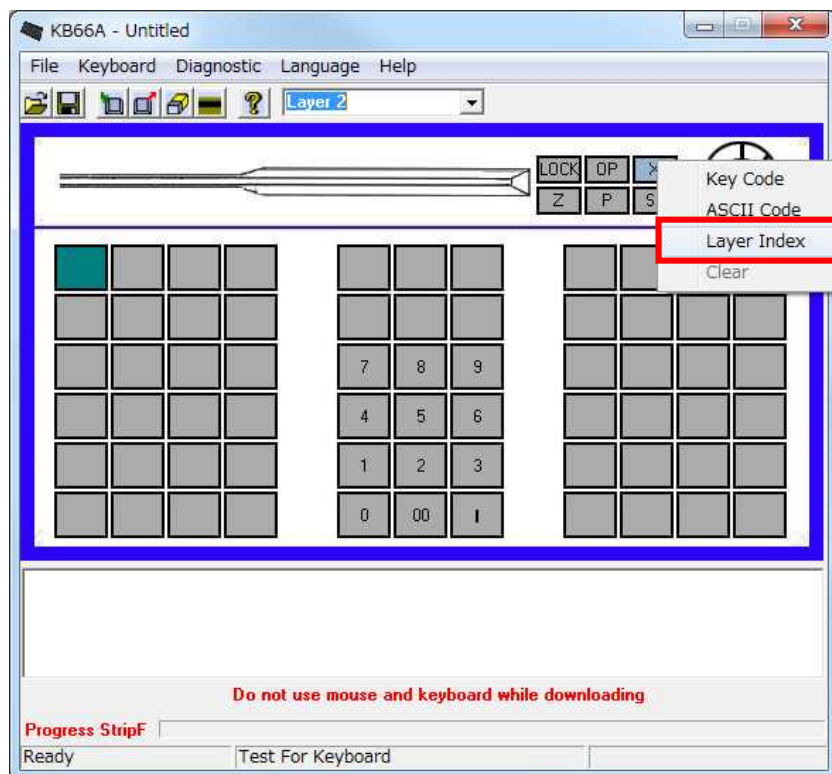 KB66A - Untitled
File Keyboard Diagnostic Language Help
Layer 2
LOCK OP X
Z P S
Key Code
ASCII Code
Layer Index
Clear
7 8 9
4 5 6
1 2 3
0 00 .
Do not use mouse and keyboard while downloading
Progress StripF
Ready Test For Keyboard